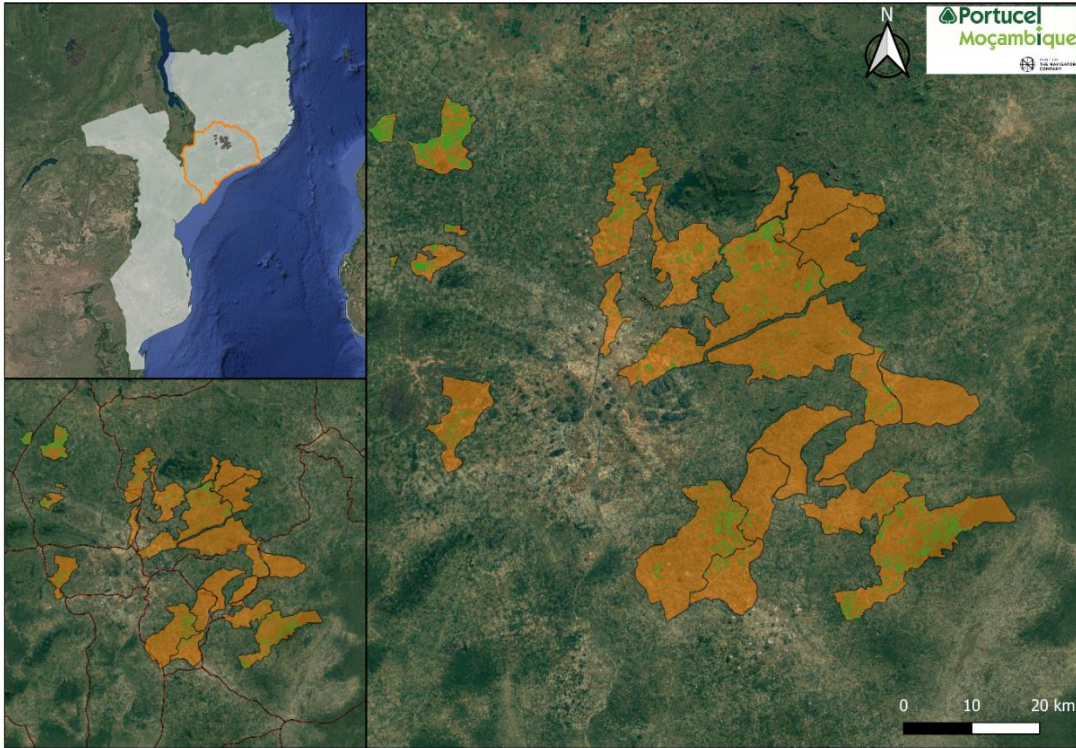 N
Portucel
Moçambique
THE NAVIGATOR
COMPANY
0 10 20 km